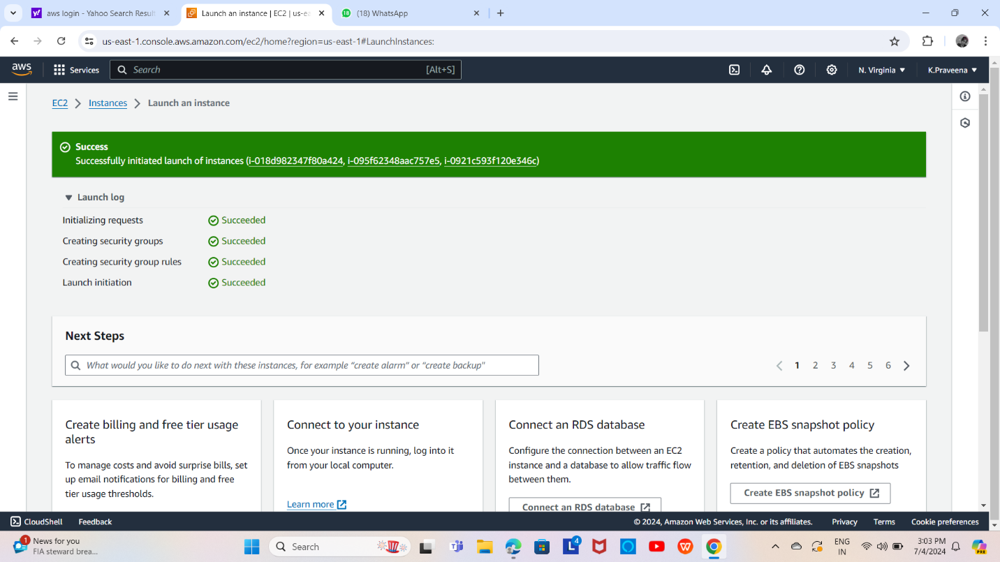 aws login - Yahoo Search Result
Launch an instance | EC2 | us-ea
18
(18) WhatsApp
us-east-1.console.aws.amazon.com/ec2/home?region=us-east-1#LaunchInstances:
aws
Services
Search
[Alt+S]
N. Virginia
K.Praveena
EC2
Instances
Launch an instance
Success
Successfully initiated launch of instances (i-018d982347f80a424, i-095f62348aac757e5, i-0921c593f120e346c)
Launch log
Initializing requests
Succeeded
Creating security groups
Succeeded
Creating security group rules
Succeeded
Launch initiation
Succeeded
Next Steps
What would you like to do next with these instances, for example “create alarm” or “create backup”
1 2 3 4 5 6
Create billing and free tier usage
alerts
To manage costs and avoid surprise bills, set
up email notifications for billing and free
tier usage thresholds.
Connect to your instance
Once your instance is running, log into it
from your local computer.
Learn more
Connect an RDS database
Configure the connection between an EC2
instance and a database to allow traffic flow
between them.
Connect an RDS database
Create EBS snapshot policy
Create a policy that automates the creation,
retention, and deletion of EBS snapshots
Create EBS snapshot policy
CloudShell
Feedback
© 2024, Amazon Web Services, Inc. or its affiliates.
Privacy
Terms
Cookie preferences
1
News for you
FIA steward brea...
Search
L
4
ENG
IN
3:03 PM
7/4/2024
PRE